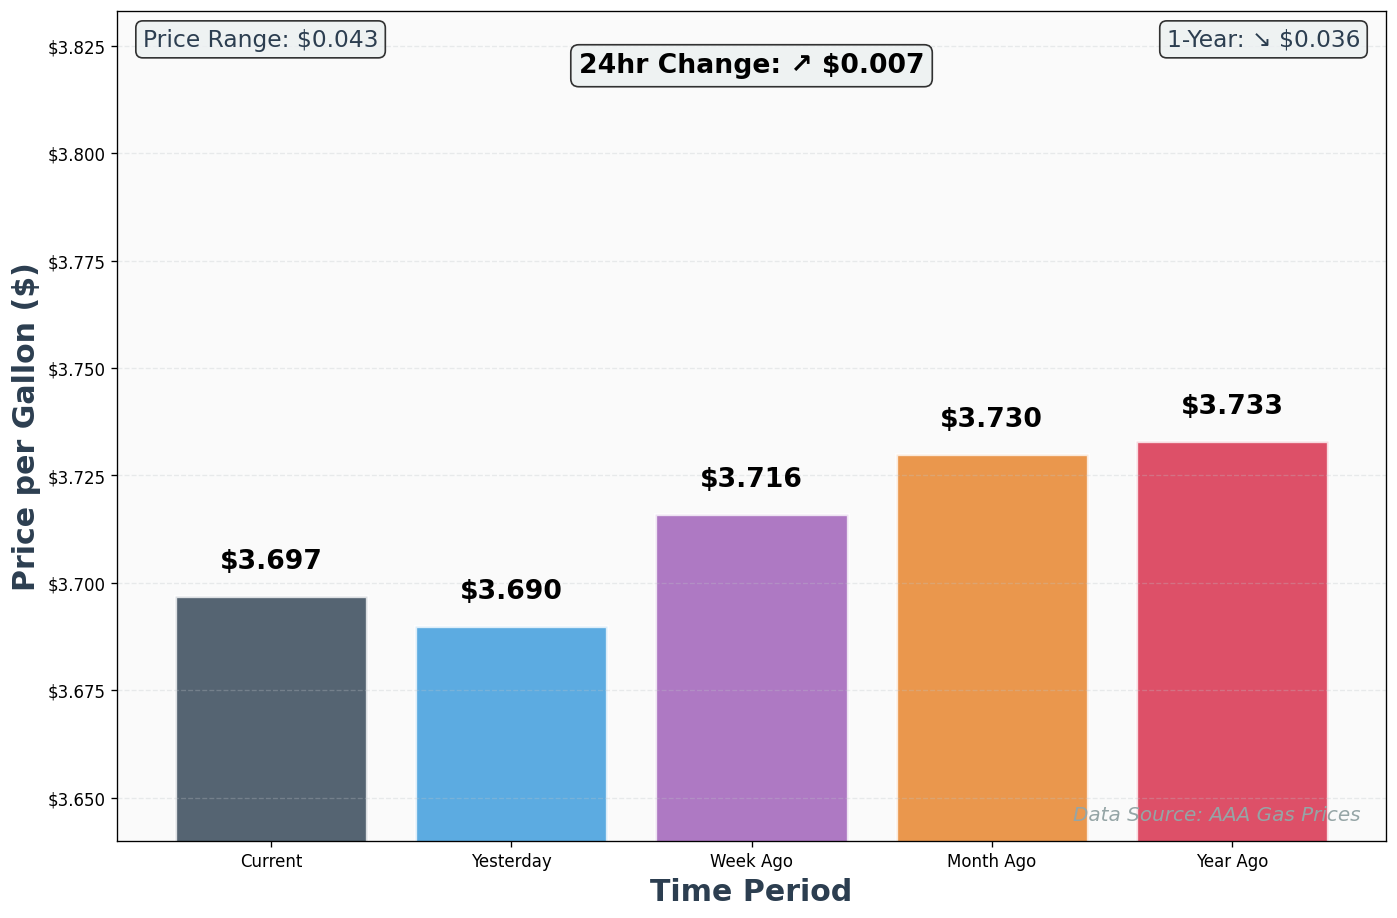 Price Range: $0.043
24hr Change: ↗ $0.007
1-Year: ↘ $0.036
Price per Gallon ($)
$3.825
$3.800
$3.775
$3.750
$3.725
$3.700
$3.675
$3.650
$3.697
$3.690
$3.716
$3.730
$3.733
Data Source: AAA Gas Prices
Current
Yesterday
Week Ago
Month Ago
Year Ago
Time Period